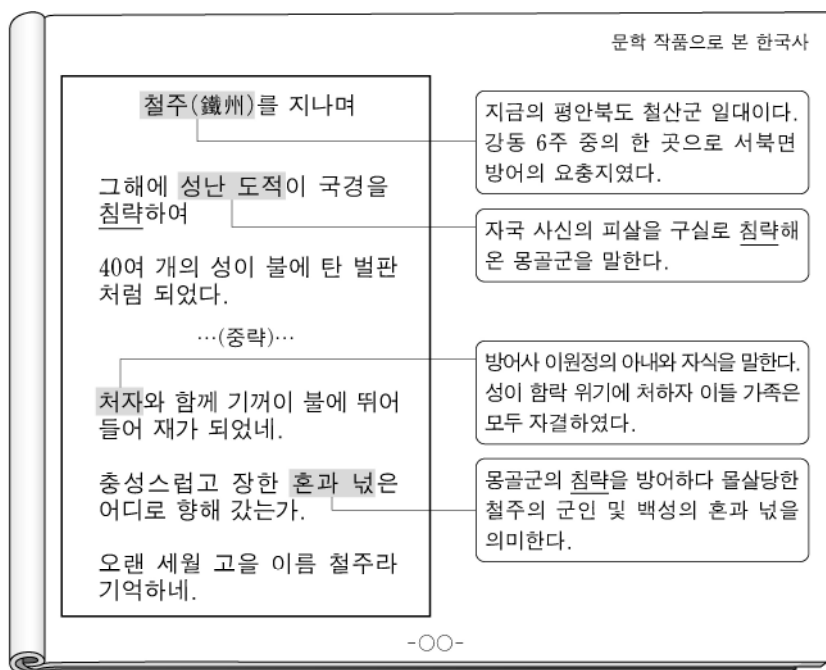 문학 작품으로 본 한국사
철주(鐵州)를 지나며
그해에 성난 도적이 국경을
침략하여
40여 개의 성이 불에 탄 벌판
처럼 되었다.
…(중략)…
처자와 함께 기꺼이 불에 뛰어
들어 재가 되었네.
충성스럽고 장한 혼과 넋은
어디로 향해 갔는가.
오랜 세월 고을 이름 철주라
기억하네.
지금의 평안북도 철산군 일대이다.
강동 6주 중의 한 곳으로 서북면
방어의 요충지였다.
자국 사신의 피살을 구실로 침략해
온 몽골군을 말한다.
방어사 이원정의 아내와 자식을 말한다.
성이 함락 위기에 처하자 이들 가족은
모두 자결하였다.
몽골군의 침략을 방어하다 몰살당한
철주의 군인 및 백성의 혼과 넋을
의미한다.
-○○-